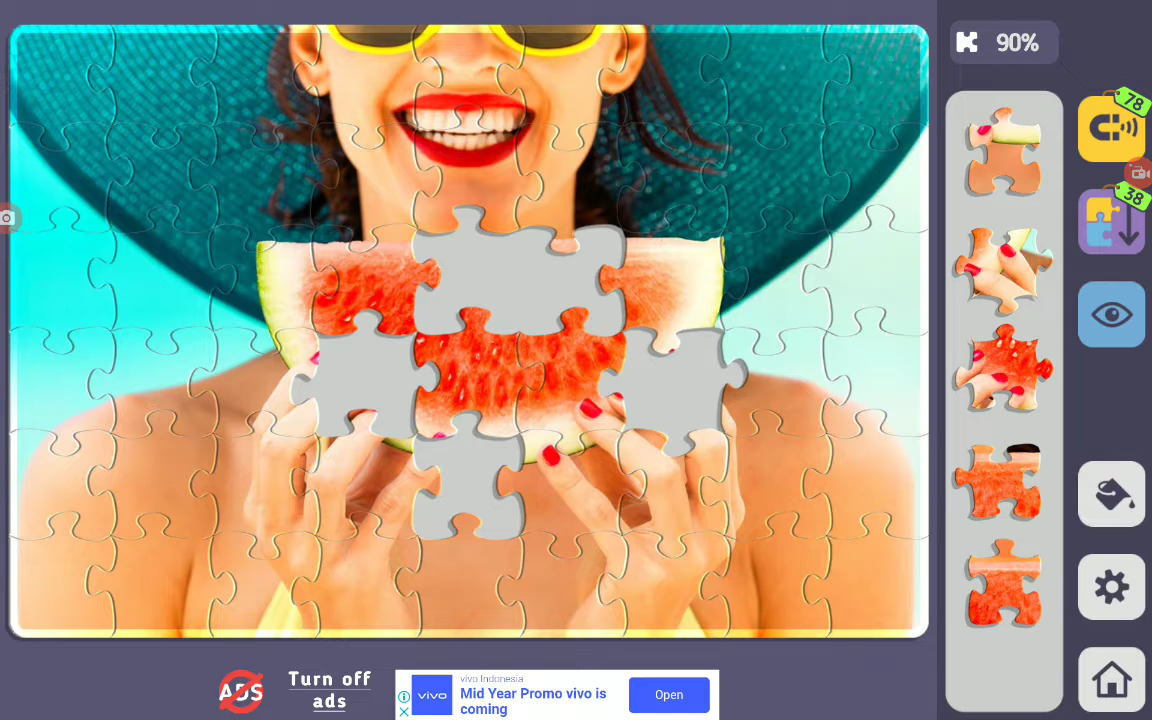 90%
78
38
ADS
Turn off
ads
vivo
vivo Indonesia
Mid Year Promo vivo is
coming
Open